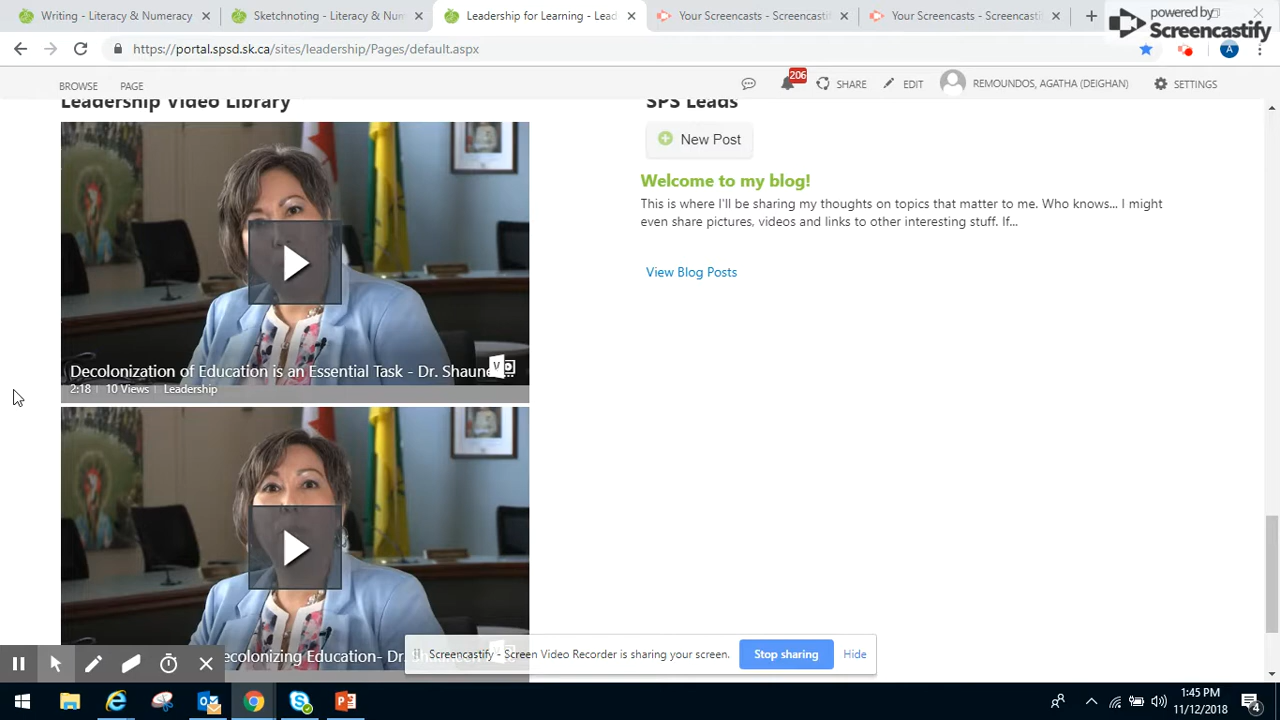 Writing - Literacy & Numeracy
Sketchnoting - Literacy & Num
Leadership for Learning - Lead
Your Screencasts - Screencastif
Your Screencasts - Screencastif
powered by
Screencastify
https://portal.spsd.sk.ca/sites/leadership/Pages/default.aspx
A
BROWSE
PAGE
206
SHARE
EDIT
REMOUNDOS, AGATHA (DEIGHAN)
SETTINGS
Leadership Video Library
SPS Leads
New Post
Welcome to my blog!
This is where I'll be sharing my thoughts on topics that matter to me. Who knows... I might
even share pictures, videos and links to other interesting stuff. If...
View Blog Posts
Decolonization of Education is an Essential Task - Dr. Shaune
2:18 | 10 Views | Leadership
ecolonizing Education- Dr.
Screencastify - Screen Video Recorder is sharing your screen.
Stop sharing
Hide
1:45 PM
11/12/2018
4